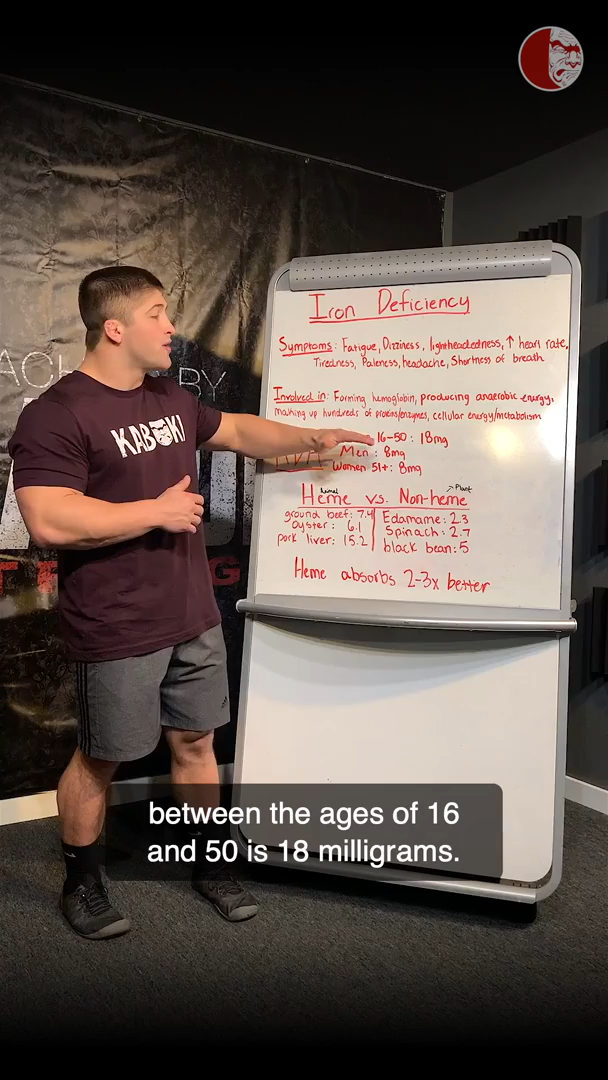 Iron Deficiency
Symptoms: Fatigue, Dizziness, lightheadedness, ↑ heart rate,
Tiredness, Paleness, headache, Shortness of breath
Involved in: Forming hemoglobin, producing anaerobic energy,
making up hundreds of proteins/enzymes, cellular energy/metabolism
16-50: 18mg
Men: 8mg
Women 51+: 8mg
Animal
→ Plant
Heme vs. Non-heme
ground beef: 7.4
Oyster: 6.1
pork liver: 15.2
Edamame: 2.3
Spinach: 2.7
black bean: 5
Heme absorbs 2-3x better
KABUKI
ACH
BY
between the ages of 16
and 50 is 18 milligrams.